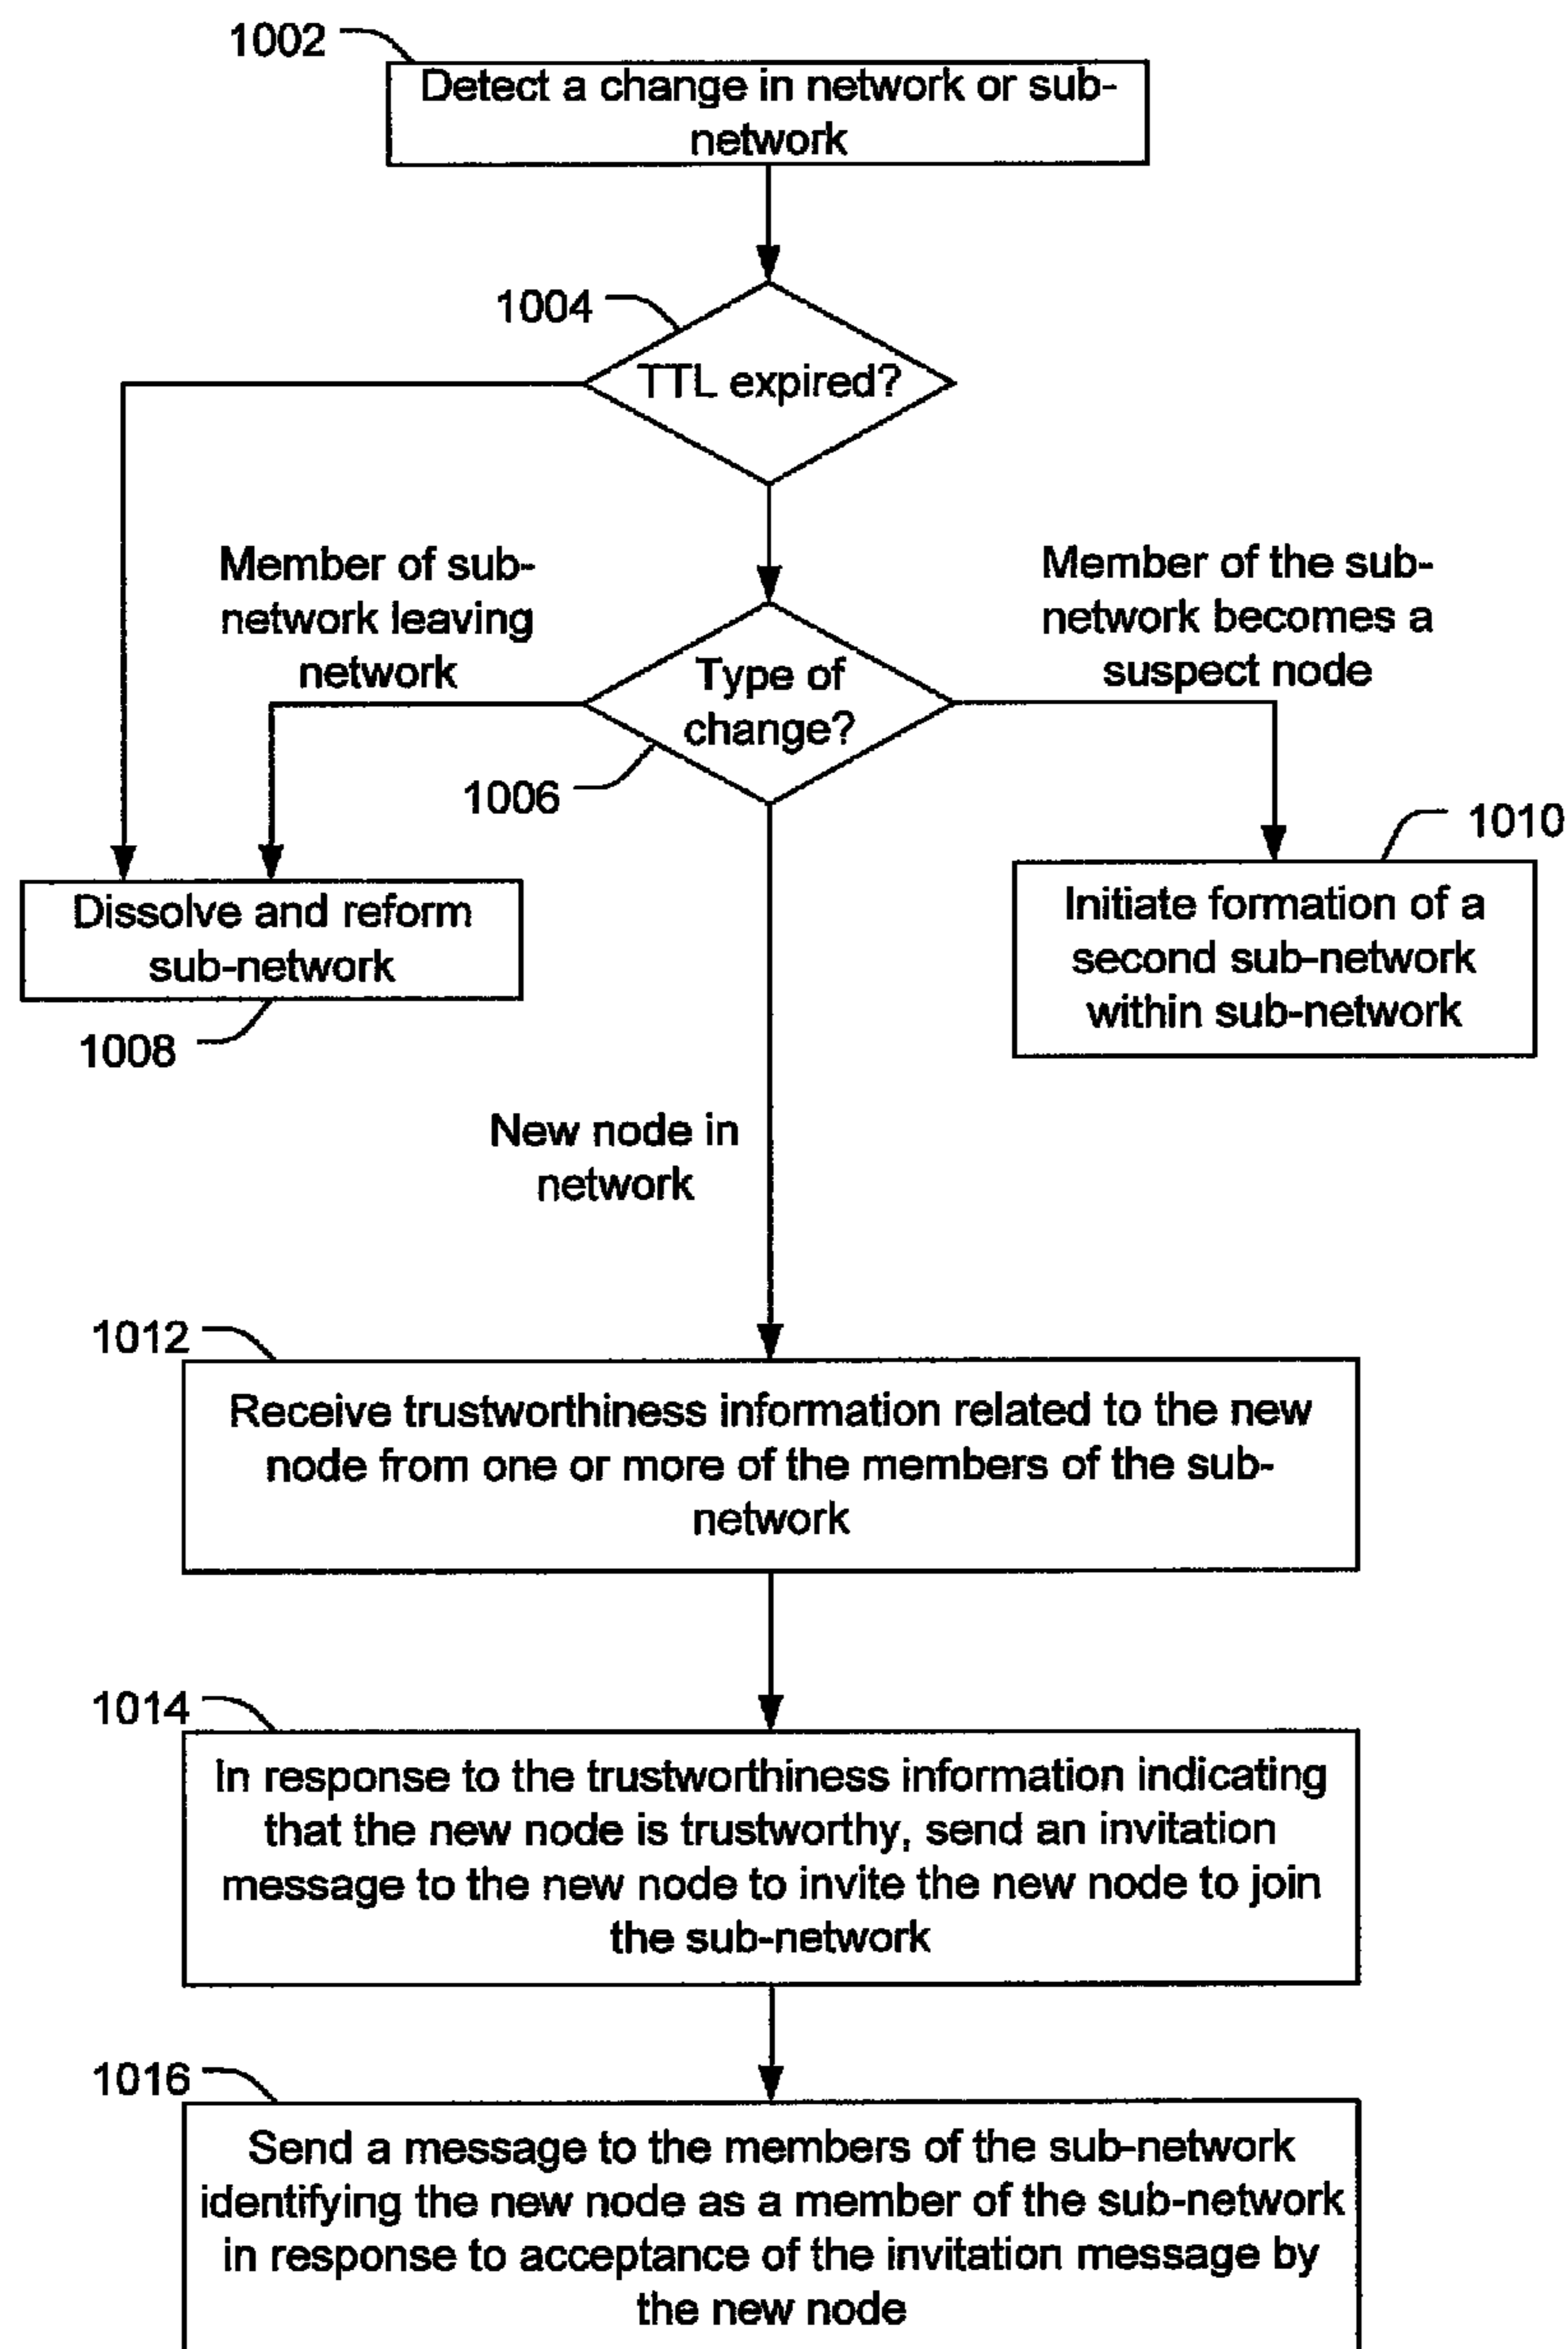 1002
Detect a change in network or sub-
network
1004
TTL expired?
Member of sub-
network leaving
network
Member of the sub-
network becomes a
suspect node
Type of
change?
1006
1010
Dissolve and reform
sub-network
1008
Initiate formation of a
second sub-network
within sub-network
New node in
network
1012
Receive trustworthiness information related to the new
node from one or more of the members of the sub-
network
1014
In response to the trustworthiness information indicating
that the new node is trustworthy, send an invitation
message to the new node to invite the new node to join
the sub-network
1016
Send a message to the members of the sub-network
identifying the new node as a member of the sub-network
in response to acceptance of the invitation message by
the new node